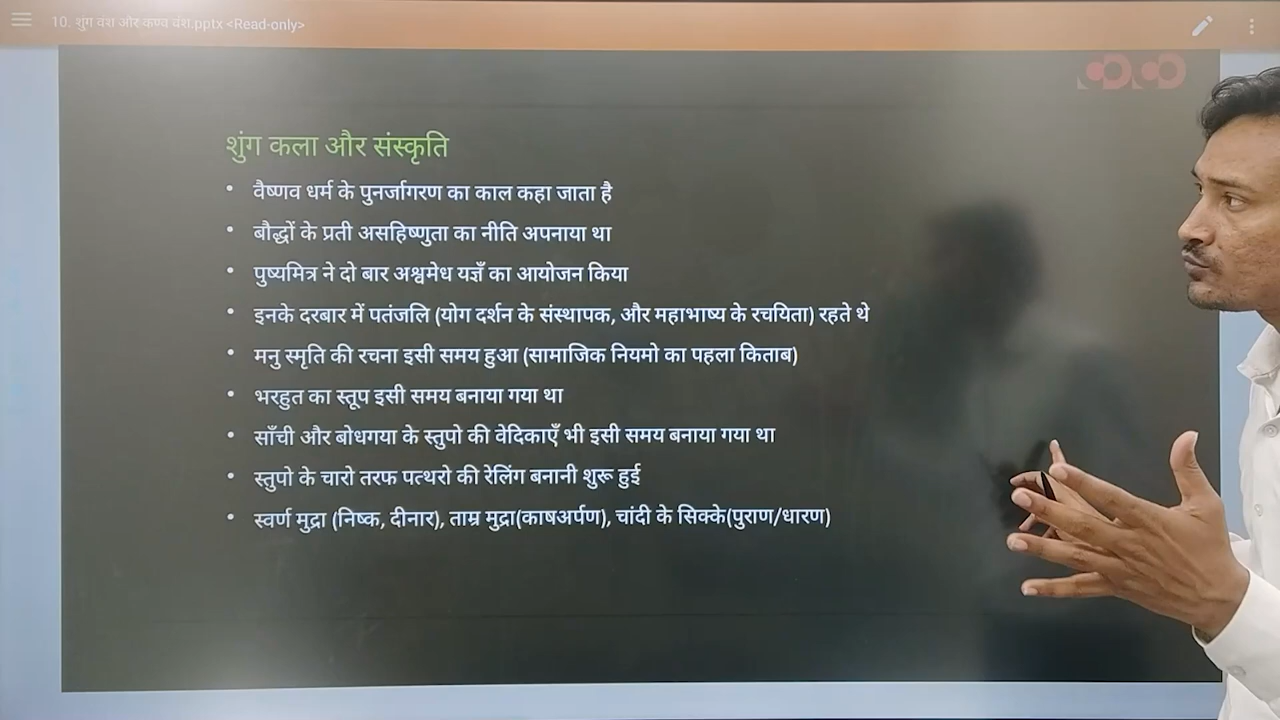 10. शुंग वंश और कण्व वंश.pptx <Read-only>
शुंग कला और संस्कृति
• वैष्णव धर्म के पुनर्जागरण का काल कहा जाता है
• बौद्धों के प्रती असहिष्णुता का नीति अपनाया था
• पुष्यमित्र ने दो बार अश्वमेध यज्ञँ का आयोजन किया
• इनके दरबार में पतंजलि (योग दर्शन के संस्थापक, और महाभाष्य के रचयिता) रहते थे
• मनु स्मृति की रचना इसी समय हुआ (सामाजिक नियमो का पहला किताब)
• भरहुत का स्तूप इसी समय बनाया गया था
• साँची और बोधगया के स्तुपो की वेदिकाएँ भी इसी समय बनाया गया था
• स्तुपो के चारो तरफ पत्थरो की रेलिंग बनानी शुरू हुई
• स्वर्ण मुद्रा (निष्क, दीनार), ताम्र मुद्रा(काषअर्पण), चांदी के सिक्के(पुराण/धारण)